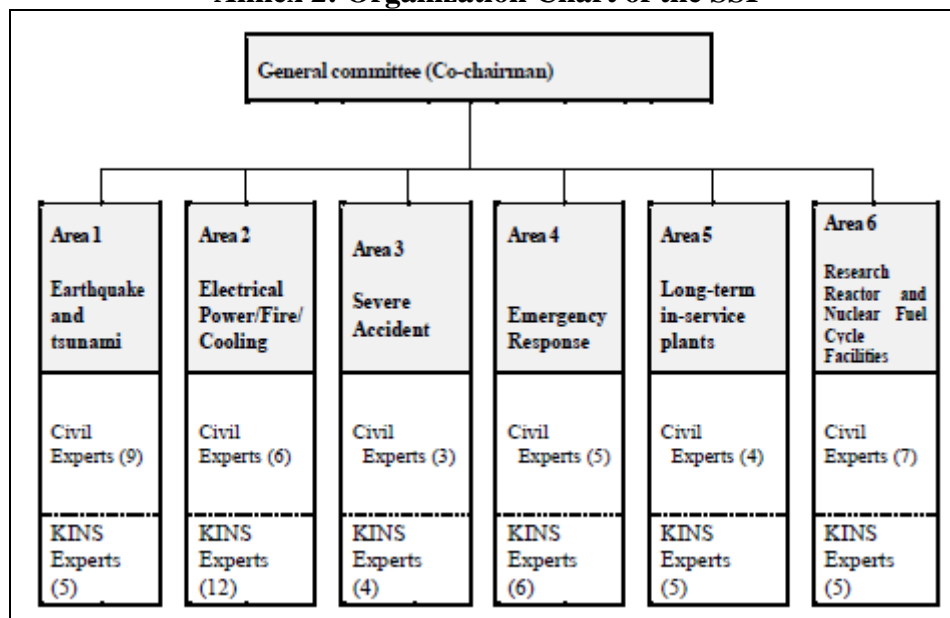 Annex 2: Organization Chart of the SSI
General committee (Co-chairman)
Area 1
Earthquake
and
tsunami
Civil
Experts (9)
KINS
Experts
(5)
Area 2
Electrical
Power/Fire/
Cooling
Civil
Experts (6)
KINS
Experts
(12)
Area 3
Severe
Accident
Civil
Experts (3)
KINS
Experts
(4)
Area 4
Emergency
Response
Civil
Experts (5)
KINS
Experts
(6)
Area 5
Long-term
in-service
plants
Civil
Experts (4)
KINS
Experts
(5)
Area 6
Research
Reactor and
Nuclear Fuel
Cycle
Facilities
Civil
Experts (7)
KINS
Experts
(5)